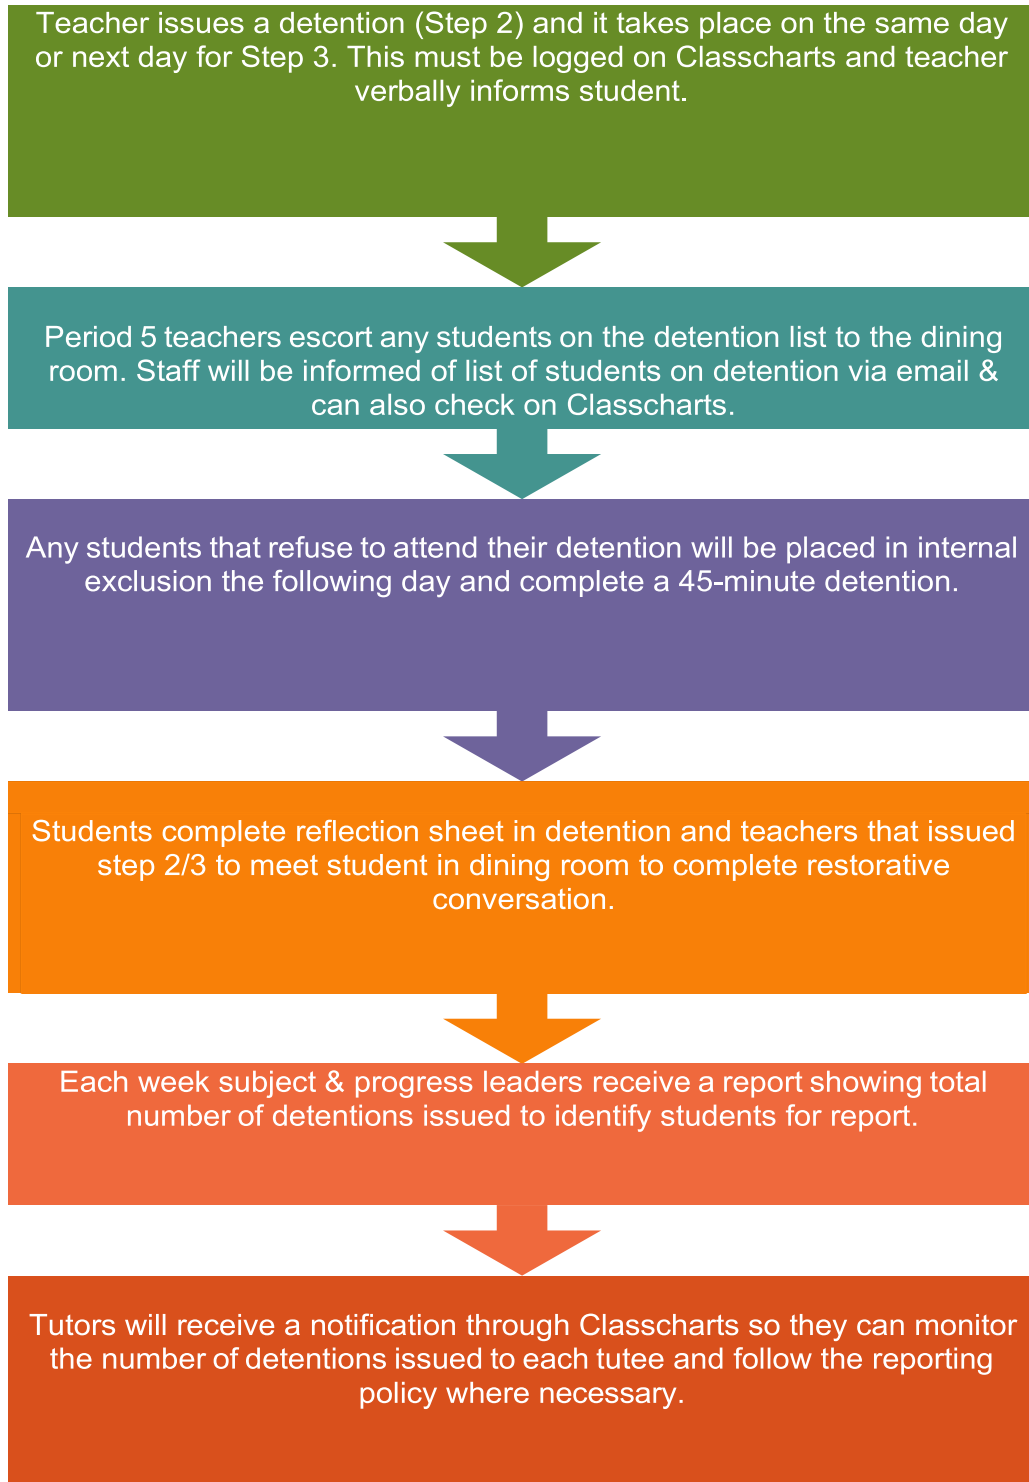 Teacher issues a detention (Step 2) and it takes place on the same day
or next day for Step 3. This must be logged on Classcharts and teacher
verbally informs student.
Period 5 teachers escort any students on the detention list to the dining
room. Staff will be informed of list of students on detention via email &
can also check on Classcharts.
Any students that refuse to attend their detention will be placed in internal
exclusion the following day and complete a 45-minute detention.
Students complete reflection sheet in detention and teachers that issued
step 2/3 to meet student in dining room to complete restorative
conversation.
Each week subject & progress leaders receive a report showing total
number of detentions issued to identify students for report.
Tutors will receive a notification through Classcharts so they can monitor
the number of detentions issued to each tutee and follow the reporting
policy where necessary.